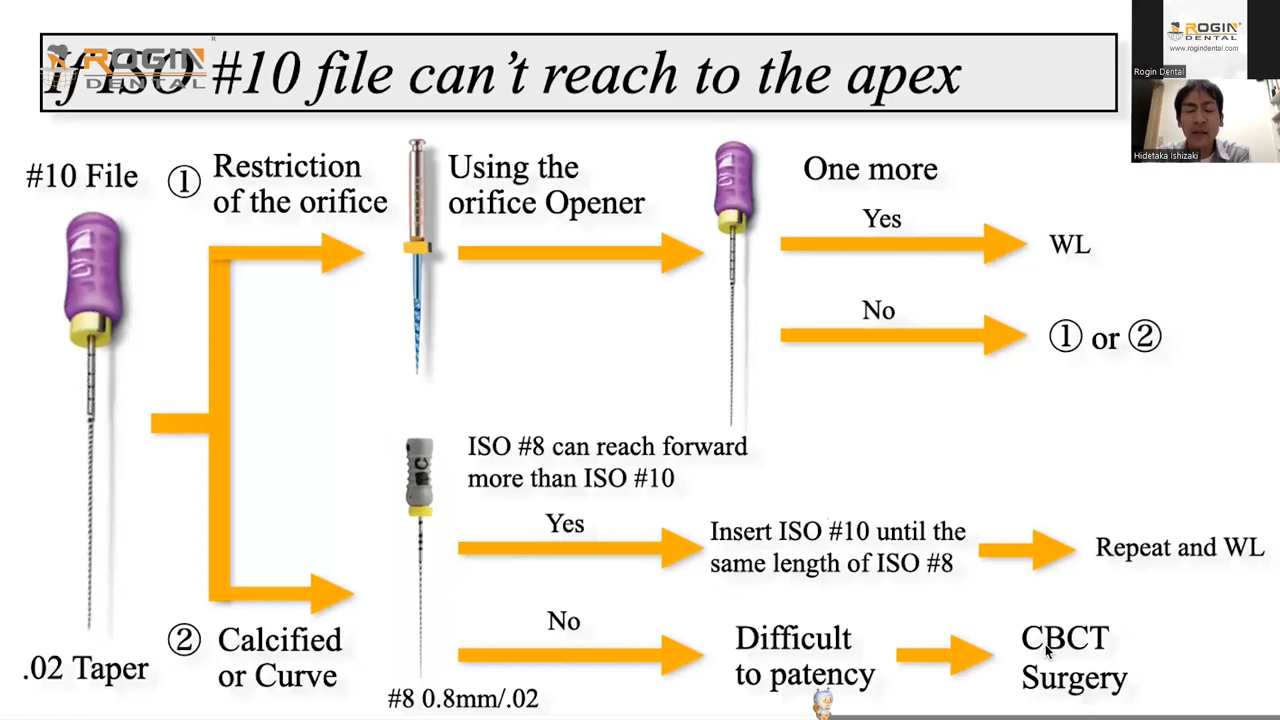 If ISO #10 file can't reach to the apex
ROGIN
DENTAL
ROGIN
DENTAL
www.rogindental.com
Rogin Dental
Hidetaka Ishizaki
#10 File
① Restriction
of the orifice
Using the
orifice Opener
One more
Yes
WL
No
① or ②
ISO #8 can reach forward
more than ISO #10
Yes
Insert ISO #10 until the
same length of ISO #8
Repeat and WL
No
Difficult
to patency
CBCT
Surgery
② Calcified
or Curve
.02 Taper
#8 0.8mm/.02